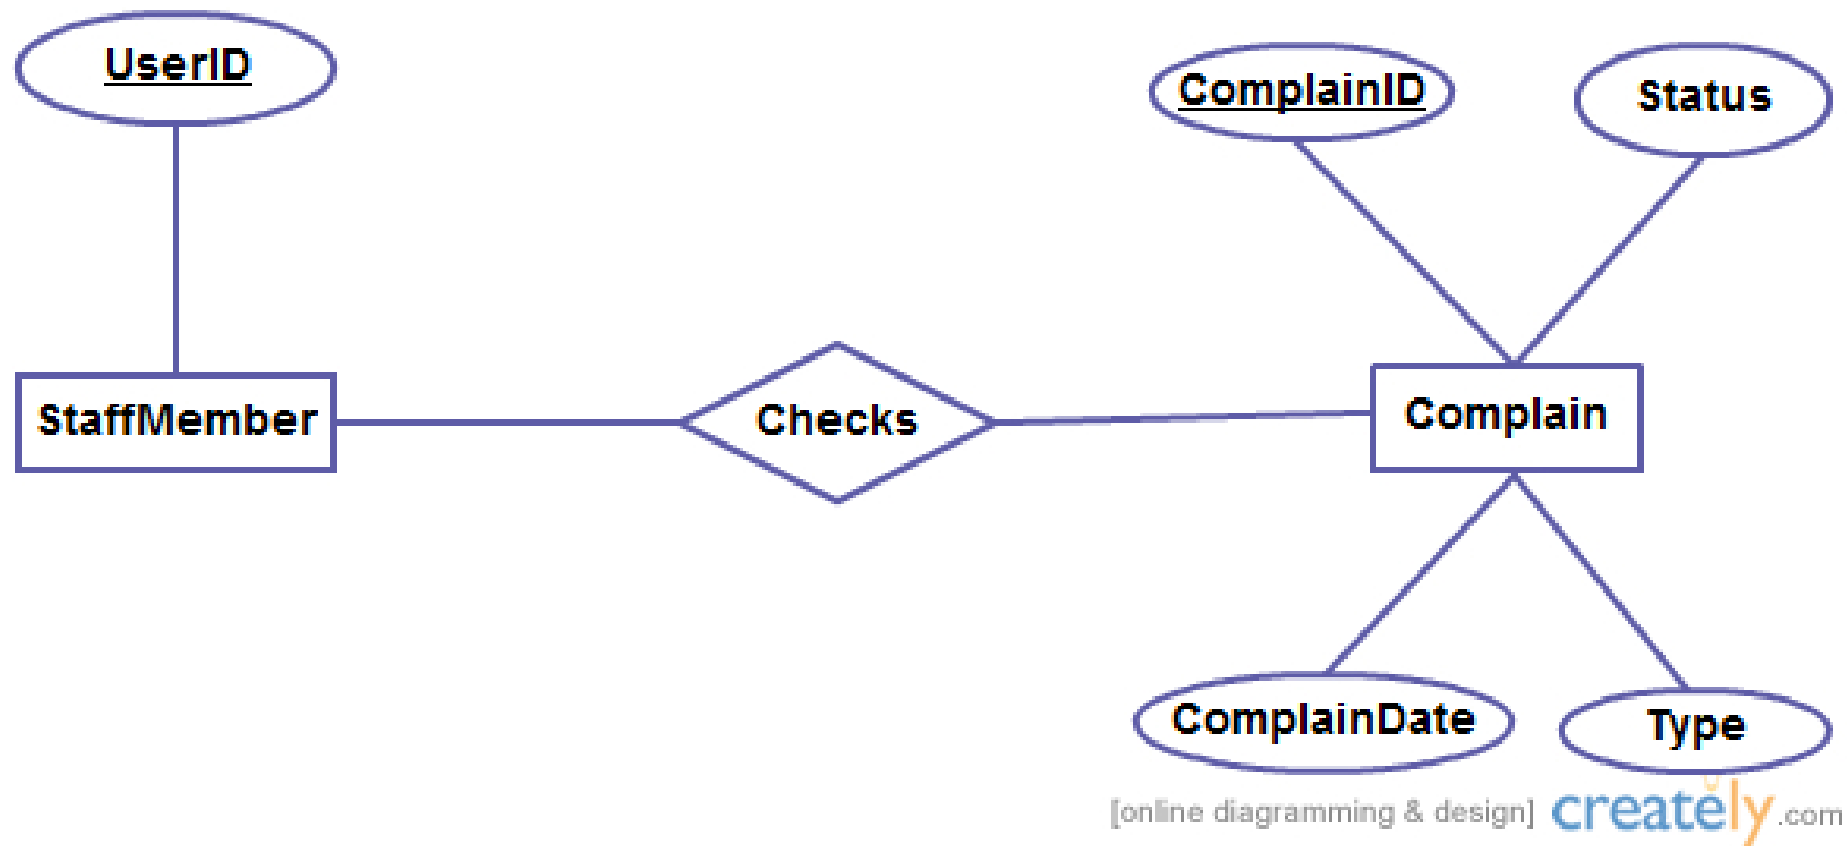 UserID
ComplainID
Status
StaffMember
Checks
Complain
ComplainDate
Type
[online diagramming & design] creately.com